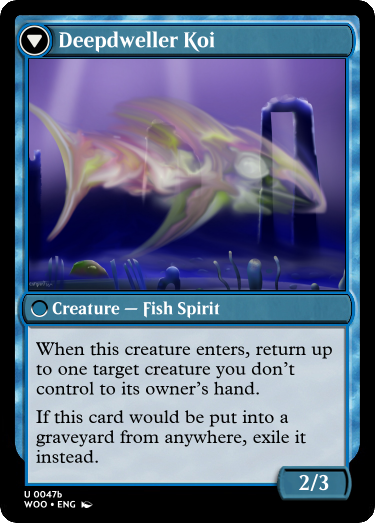 Deepdweller Koi
Creature — Fish Spirit
When this creature enters, return up
to one target creature you don't
control to its owner's hand.
If this card would be put into a
graveyard from anywhere, exile it
instead.
2/3
U 0047b
WOO • ENG